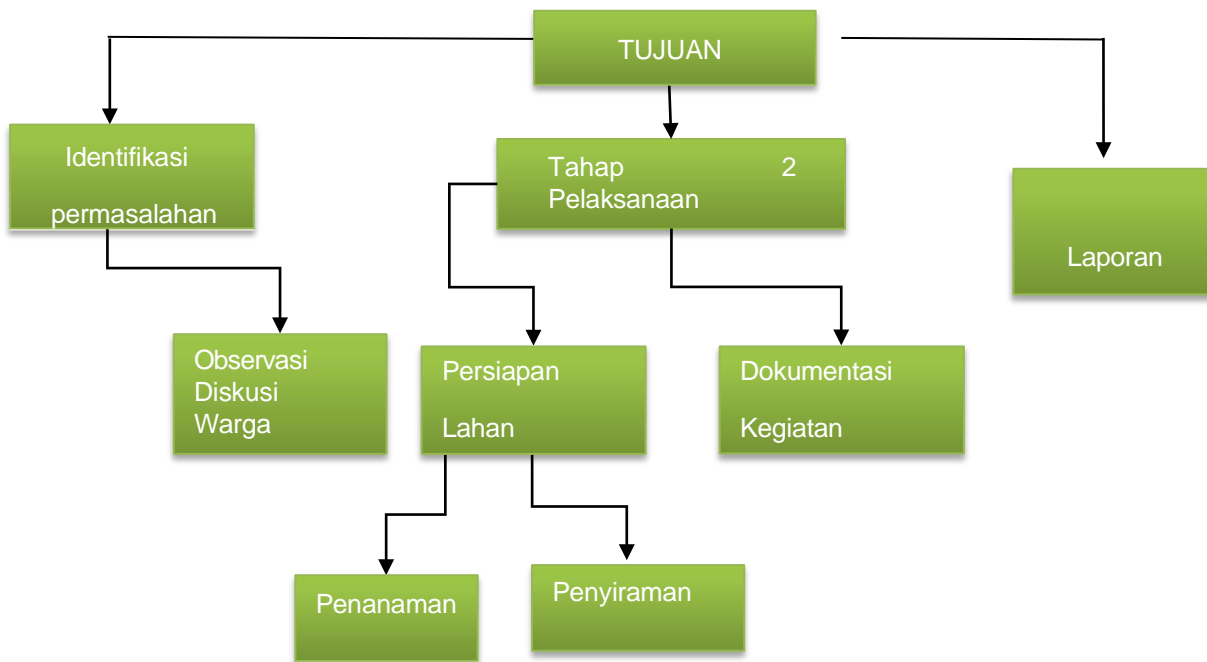 TUJUAN
Identifikasi
permasalahan
Tahap 2
Pelaksanaan
Laporan
Observasi
Diskusi
Warga
Persiapan
Lahan
Dokumentasi
Kegiatan
Penanaman
Penyiraman